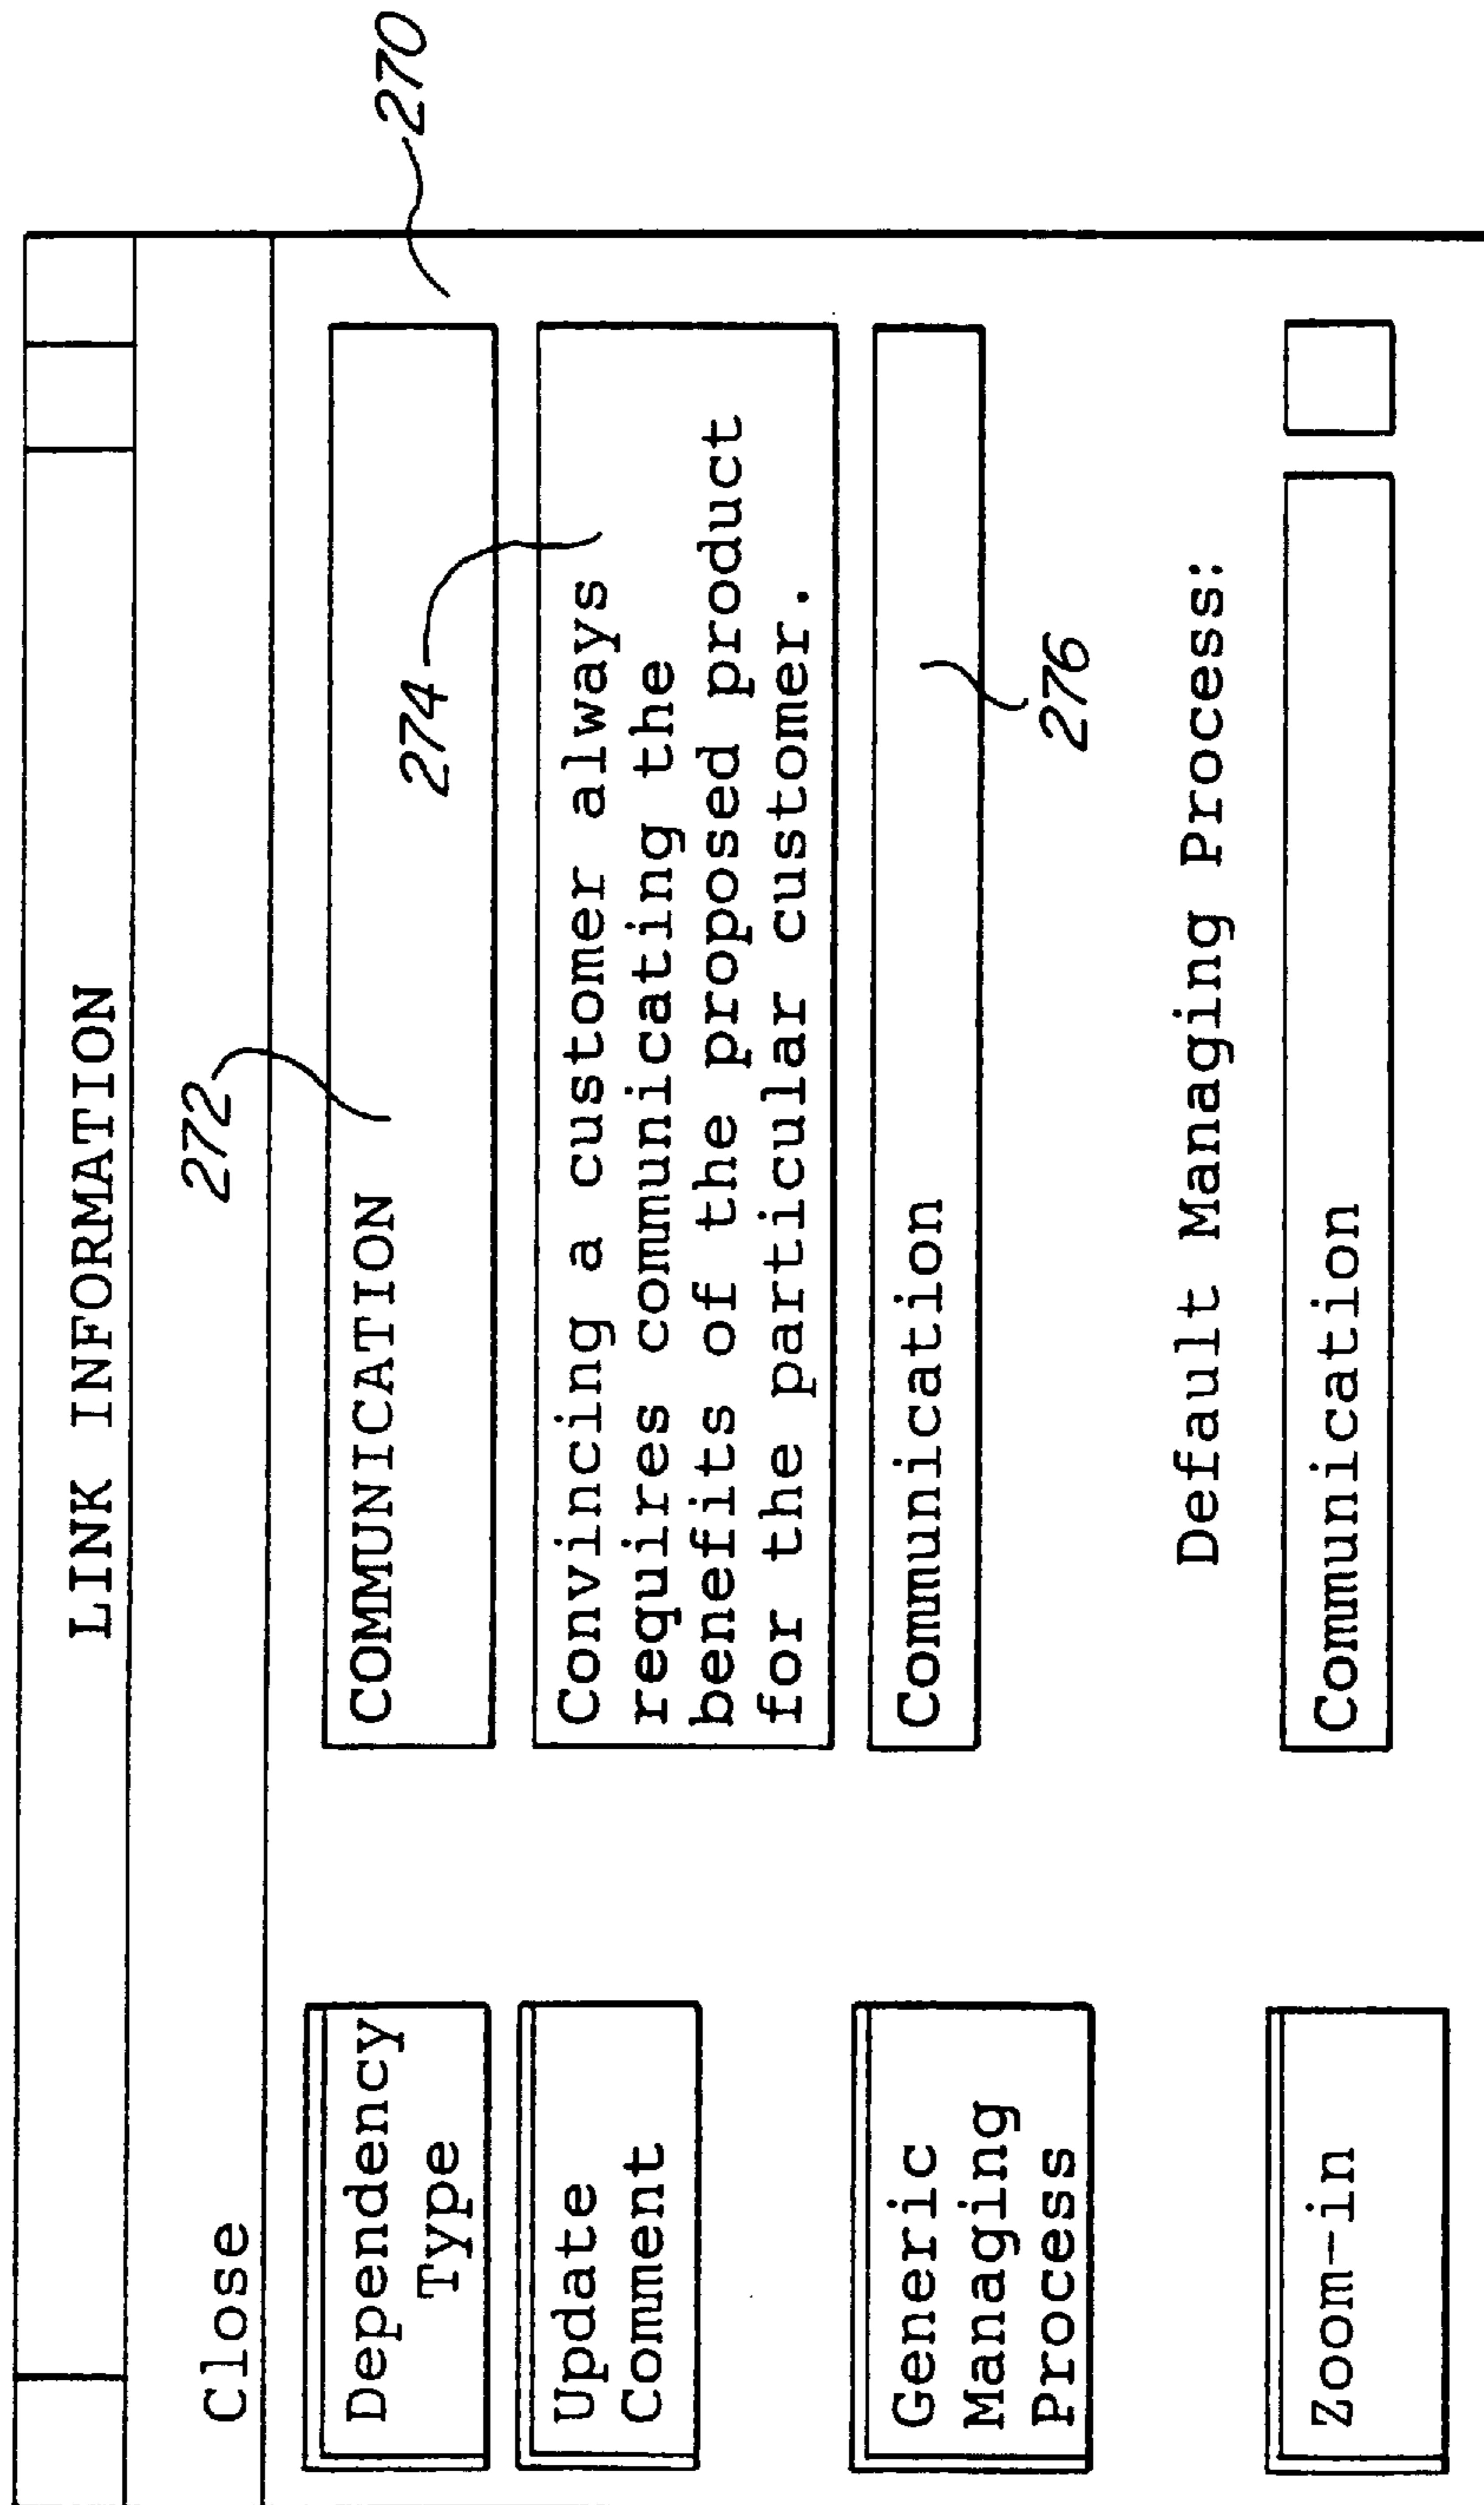 LINK INFORMATION
Close
272
270
Dependency
Type
COMMUNICATION
274
Update
Comment
Convincing a customer always
requires communicating the
benefits of the proposed product
for the particular customer.
Generic
Managing
Process
Communication
276
Default Managing Process:
Zoom-in
Communication